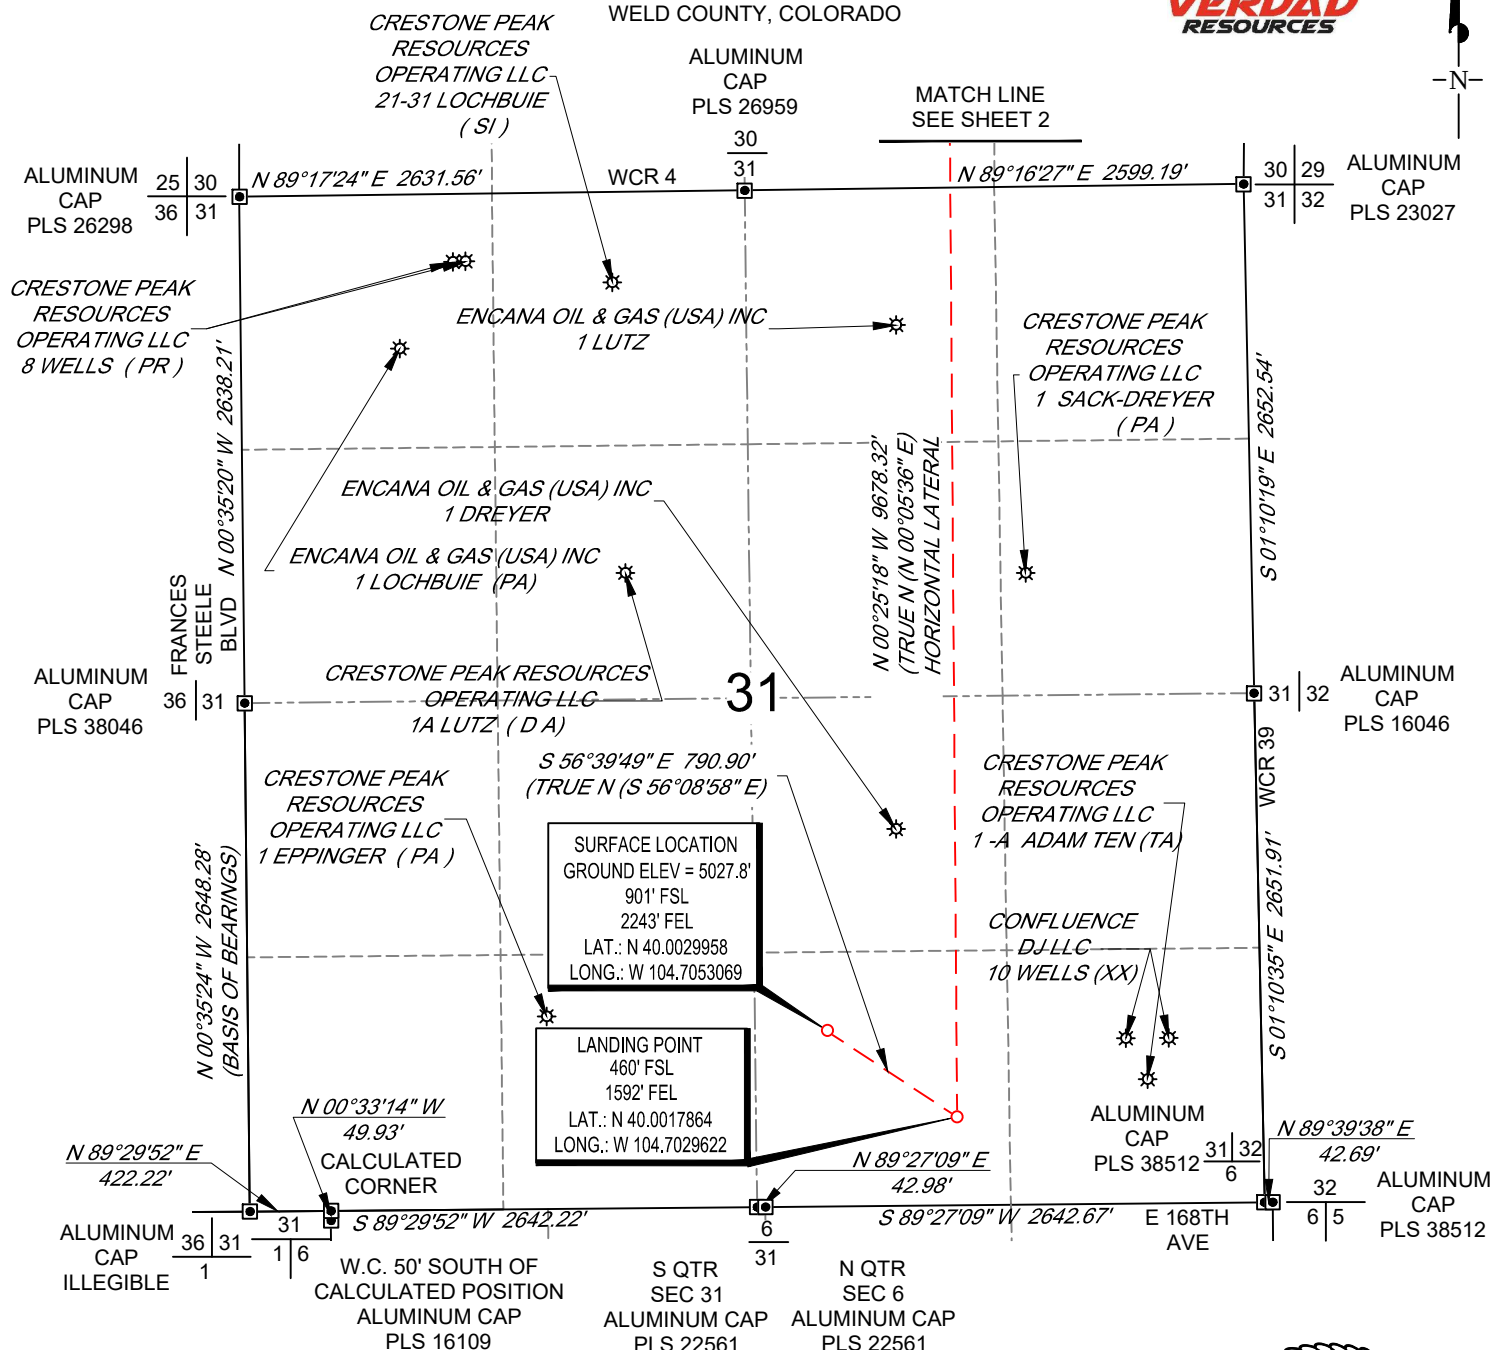 WELD COUNTY, COLORADO
VERDAD
RESOURCES
-N-
CRESTONE PEAK
RESOURCES
OPERATING LLC
21-31 LOCHBUIE
( SI )
ALUMINUM
CAP
PLS 26959
30
31
MATCH LINE
SEE SHEET 2
ALUMINUM
CAP
PLS 26298
25 30
36 31
N 89°17'24" E 2631.56'
WCR 4
N 89°16'27" E 2599.19'
30 29
31 32
ALUMINUM
CAP
PLS 23027
CRESTONE PEAK
RESOURCES
OPERATING LLC
8 WELLS ( PR )
ENCANA OIL & GAS (USA) INC
1 LUTZ
CRESTONE PEAK
RESOURCES
OPERATING LLC
1 SACK-DREYER
( PA )
N 00°35'20" W 2638.21'
S 01°10'19" E 2652.54'
ENCANA OIL & GAS (USA) INC
1 DREYER
ENCANA OIL & GAS (USA) INC
1 LOCHBUIE (PA)
N 00°25'18" W 9678.32'
(TRUE N (N 00°05'36" E)
HORIZONTAL LATERAL
FRANCES
STEELE
BLVD
ALUMINUM
CAP
PLS 38046
36 31
CRESTONE PEAK RESOURCES
OPERATING LLC
1A LUTZ ( D A)
31
31 32
ALUMINUM
CAP
PLS 16046
WCR 39
S 56°39'49" E 790.90'
(TRUE N (S 56°08'58" E)
CRESTONE PEAK
RESOURCES
OPERATING LLC
1 EPPINGER ( PA )
CRESTONE PEAK
RESOURCES
OPERATING LLC
1 -A ADAM TEN (TA)
SURFACE LOCATION
GROUND ELEV = 5027.8'
901' FSL
2243' FEL
LAT.: N 40.0029958
LONG.: W 104.7053069
CONFLUENCE
DJ LLC
10 WELLS (XX)
N 00°35'24" W 2648.28'
(BASIS OF BEARINGS)
S 01°10'35" E 2651.91'
LANDING POINT
460' FSL
1592' FEL
LAT.: N 40.0017864
LONG.: W 104.7029622
N 00°33'14" W
49.93'
CALCULATED
CORNER
N 89°29'52" E
422.22'
ALUMINUM
CAP
PLS 38512
31 32
6
N 89°39'38" E
42.69'
N 89°27'09" E
42.98'
S 89°29'52" W 2642.22'
S 89°27'09" W 2642.67'
E 168TH
AVE
32
6 5
ALUMINUM
CAP
PLS 38512
ALUMINUM
CAP
ILLEGIBLE
36 31
1
31
1 6
6
31
W.C. 50' SOUTH OF
CALCULATED POSITION
ALUMINUM CAP
PLS 16109
S QTR
SEC 31
ALUMINUM CAP
PLS 22561
N QTR
SEC 6
ALUMINUM CAP
PLS 22561